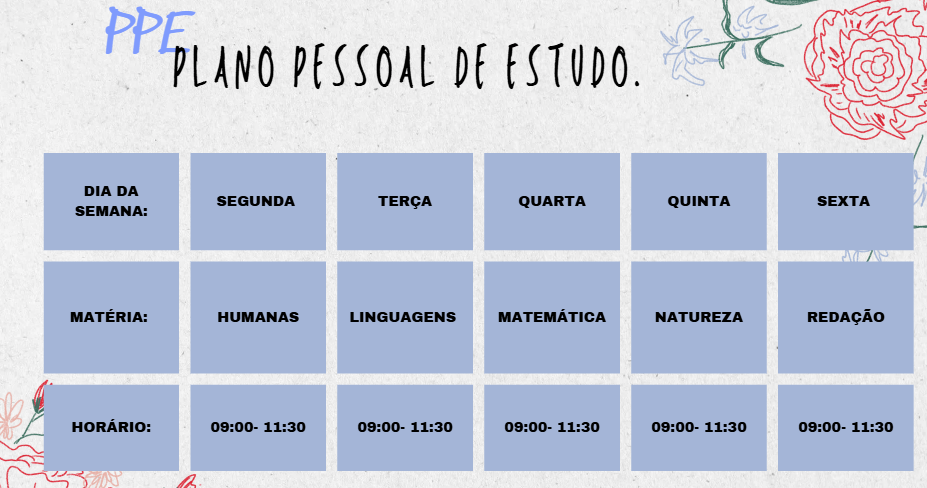 PPE
PLANO PESSOAL DE ESTUDO.
DIA DA
SEMANA:
SEGUNDA
TERÇA
QUARTA
QUINTA
SEXTA
MATÉRIA:
HUMANAS
LINGUAGENS
MATEMÁTICA
NATUREZA
REDAÇÃO
HORÁRIO:
09:00- 11:30
09:00- 11:30
09:00- 11:30
09:00- 11:30
09:00- 11:30